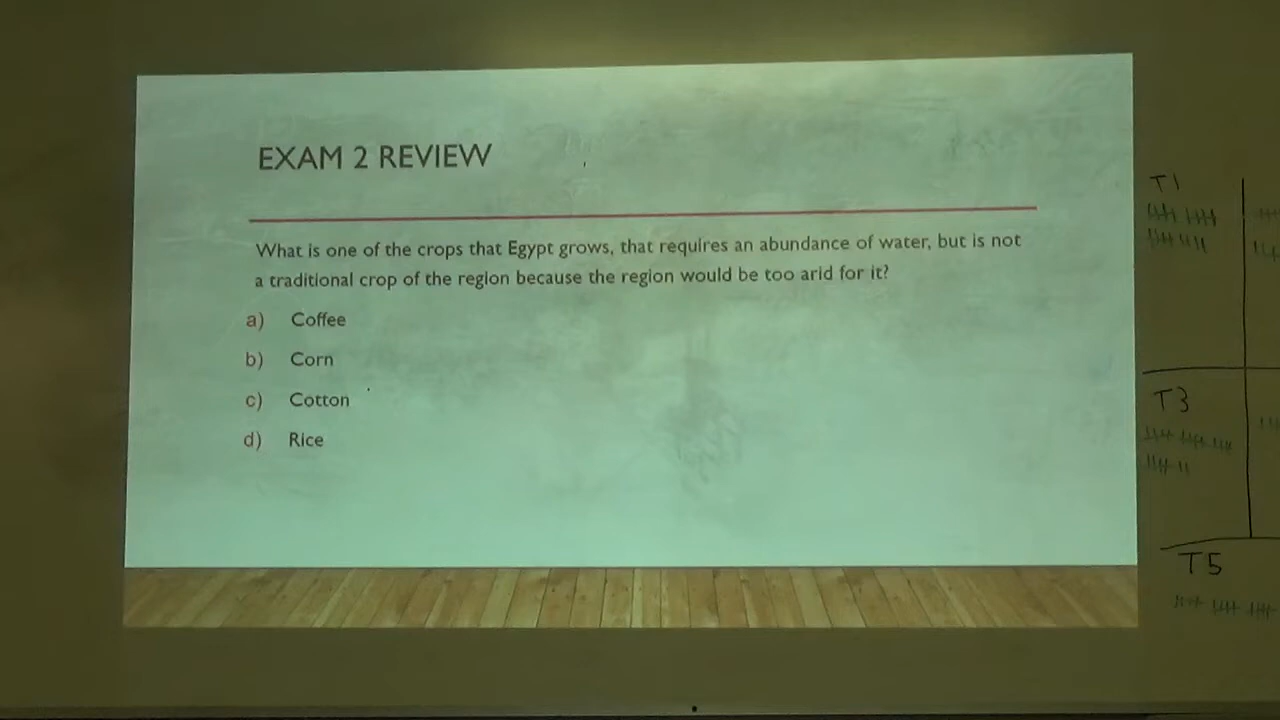 EXAM 2 REVIEW
What is one of the crops that Egypt grows, that requires an abundance of water, but is not
a traditional crop of the region because the region would be too arid for it?
a) Coffee
b) Corn
c) Cotton
d) Rice
T1
T3
T5